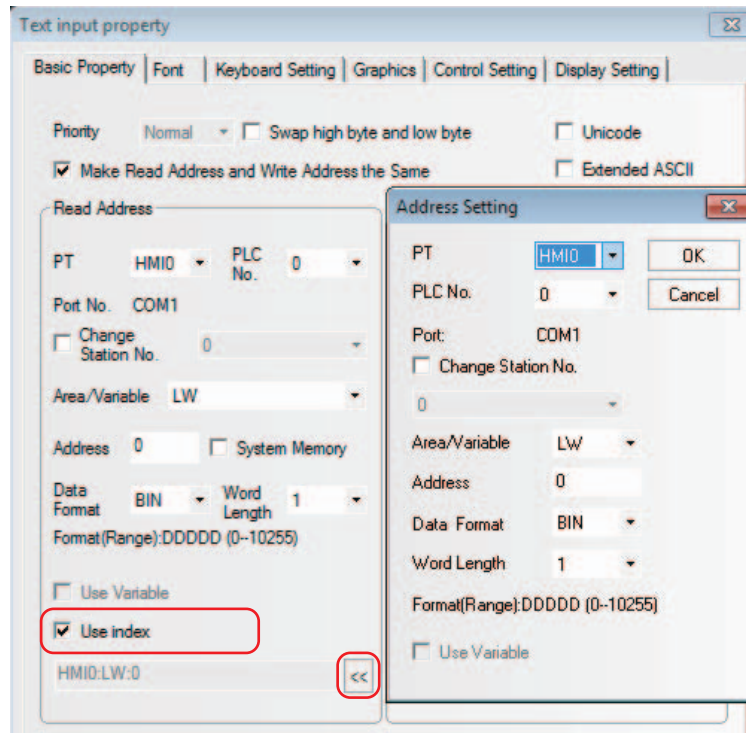 Text input property
Basic Property Font Keyboard Setting Graphics Control Setting Display Setting
Priority Normal Swap high byte and low byte Unicode
Make Read Address and Write Address the Same Extended ASCII
Read Address
PT HMI0 PLC No. 0
Port No. COM1
Change Station No. 0
Area/Variable LW
Address 0 System Memory
Data Format BIN Word Length 1
Format(Range):DDDDD (0--10255)
Use Variable
Use index
HMI0:LW:0 <<
Address Setting
PT HMI0 OK
PLC No. 0 Cancel
Port: COM1
Change Station No.
0
Area/Variable LW
Address 0
Data Format BIN
Word Length 1
Format(Range):DDDDD (0--10255)
Use Variable